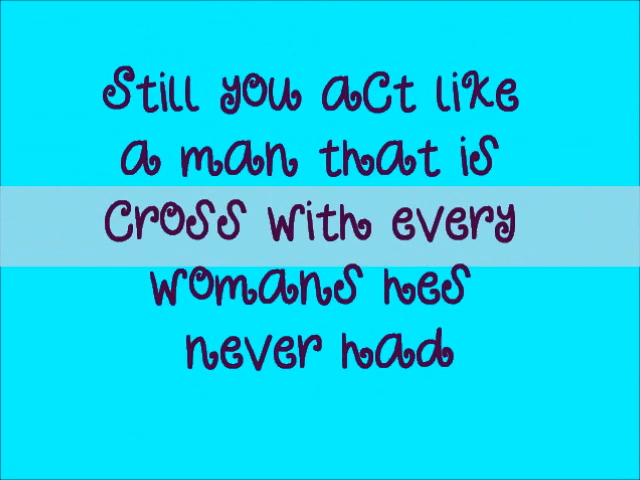 Still you act like
a man that is
Cross with every
womans hes
never had